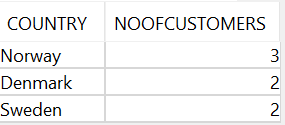 COUNTRY NOOFCUSTOMERS
Norway 3
Denmark 2
Sweden 2